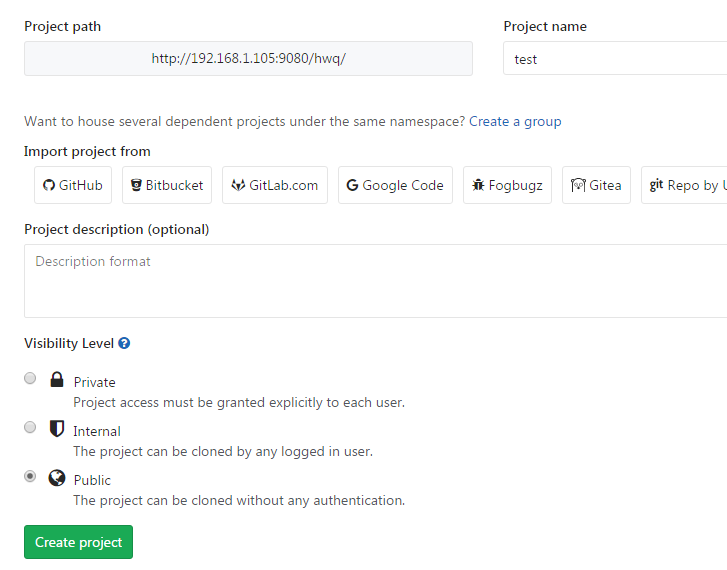 Project path
Project name
http://192.168.1.105:9080/hwq/
test
Want to house several dependent projects under the same namespace? Create a group
Import project from
GitHub
Bitbucket
GitLab.com
Google Code
Fogbugz
Gitea
git Repo by U
Project description (optional)
Description format
Visibility Level ?
Private
Project access must be granted explicitly to each user.
Internal
The project can be cloned by any logged in user.
Public
The project can be cloned without any authentication.
Create project